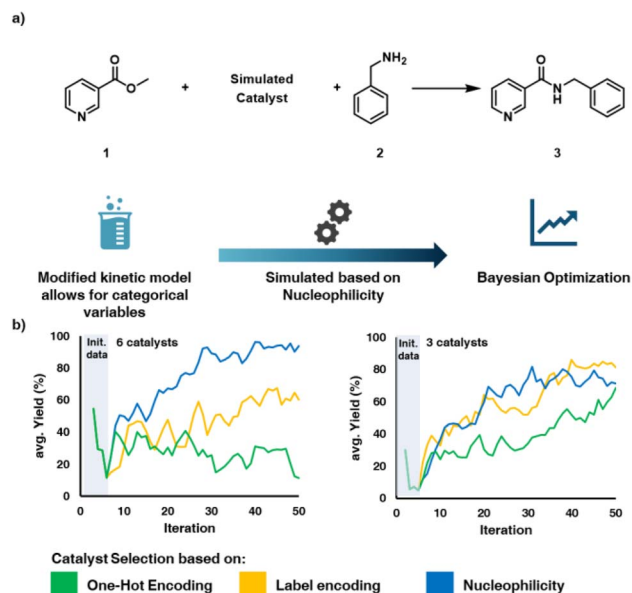 a)
O
O
N
1
+
Simulated
Catalyst
+
NH2
2
O
N
H
N
3
Modified kinetic model
allows for categorical
variables
Simulated based on
Nucleophilicity
Bayesian Optimization
b)
Init.
data
6 catalysts
100
80
60
40
20
0
avg. Yield (%)
0 10 20 30 40 50
Iteration
Init.
data
3 catalysts
100
80
60
40
20
0
avg. Yield (%)
0 10 20 30 40 50
Iteration
Catalyst Selection based on:
One-Hot Encoding Label encoding Nucleophilicity